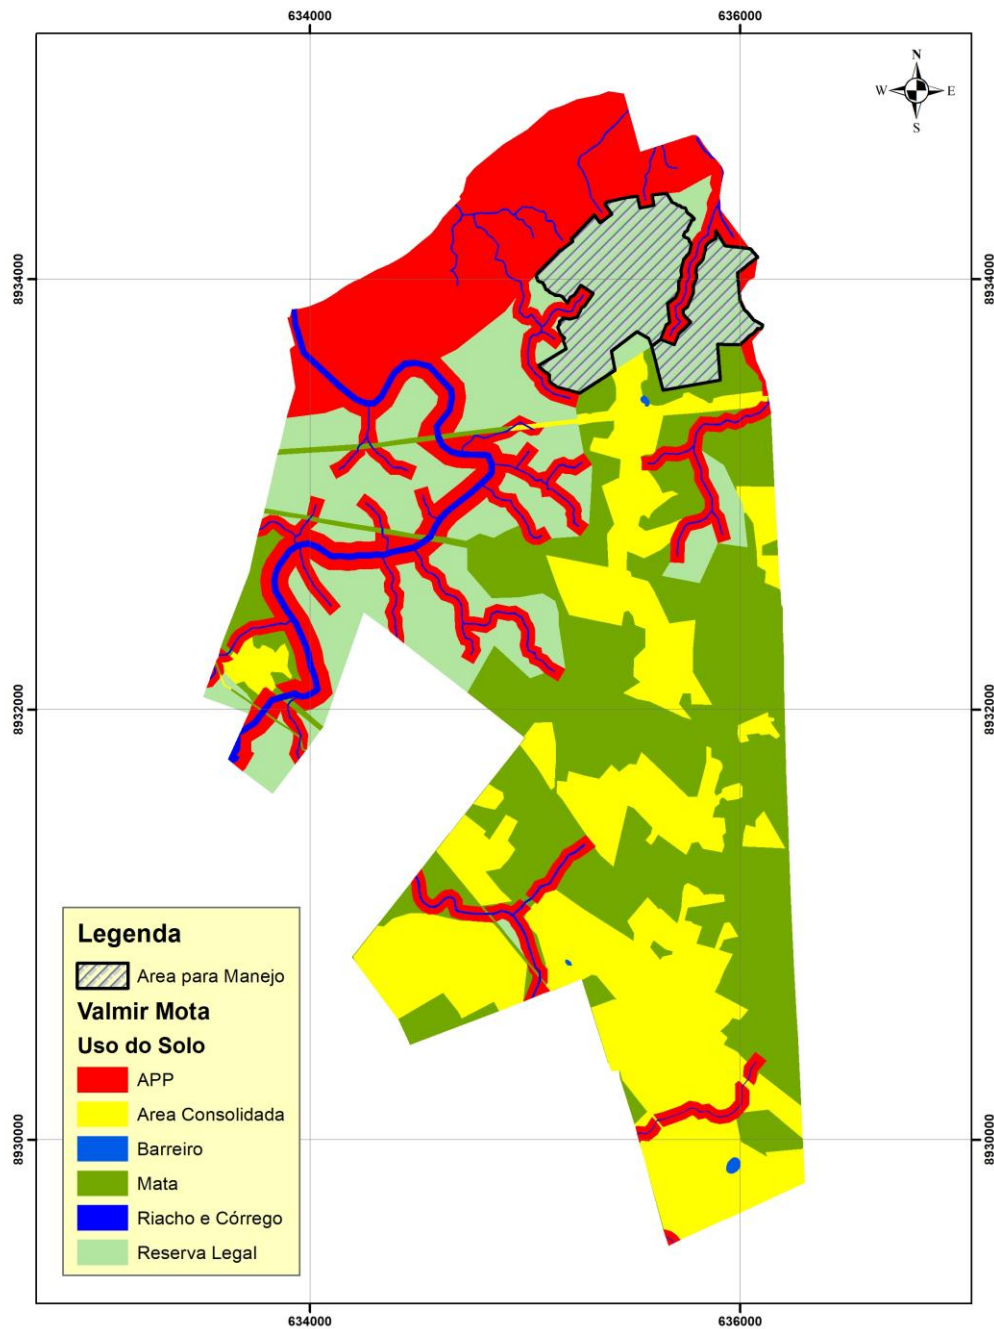 634000
636000
N
W
E
S
8934000
8934000
8932000
8932000
Legenda
Area para Manejo
Valmir Mota
Uso do Solo
APP
Area Consolidada
Barreiro
Mata
Riacho e Córrego
Reserva Legal
8930000
8930000
634000
636000